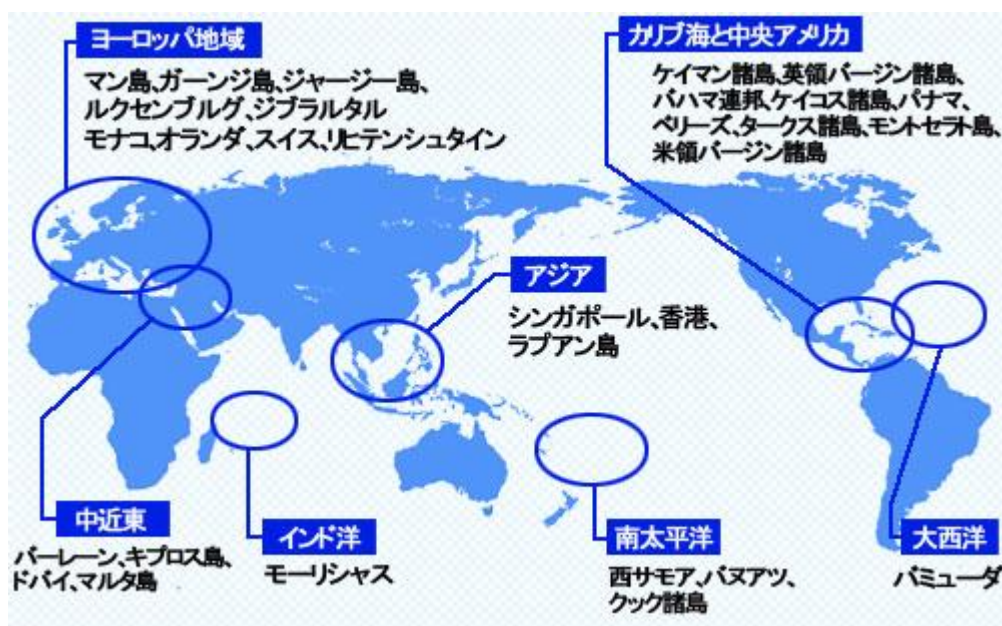 ヨーロッパ地域
マン島、ガーンジ島、ジャージー島、
ルクセンブルグ、ジブラルタル
モナコ、オランダ、スイス、リヒテンシュタイン
カリブ海と中央アメリカ
ケイマン諸島、英領バージン諸島、
バハマ連邦、ケイコス諸島、パナマ、
ベリーズ、タークス諸島、モントセラト島、
米領バージン諸島
アジア
シンガポール、香港、
ラプアン島
中近東
バーレーン、キプロス島、
ドバイ、マルタ島
インド洋
モーリシャス
南太平洋
西サモア、バヌアツ、
クック諸島
大西洋
バミューダ